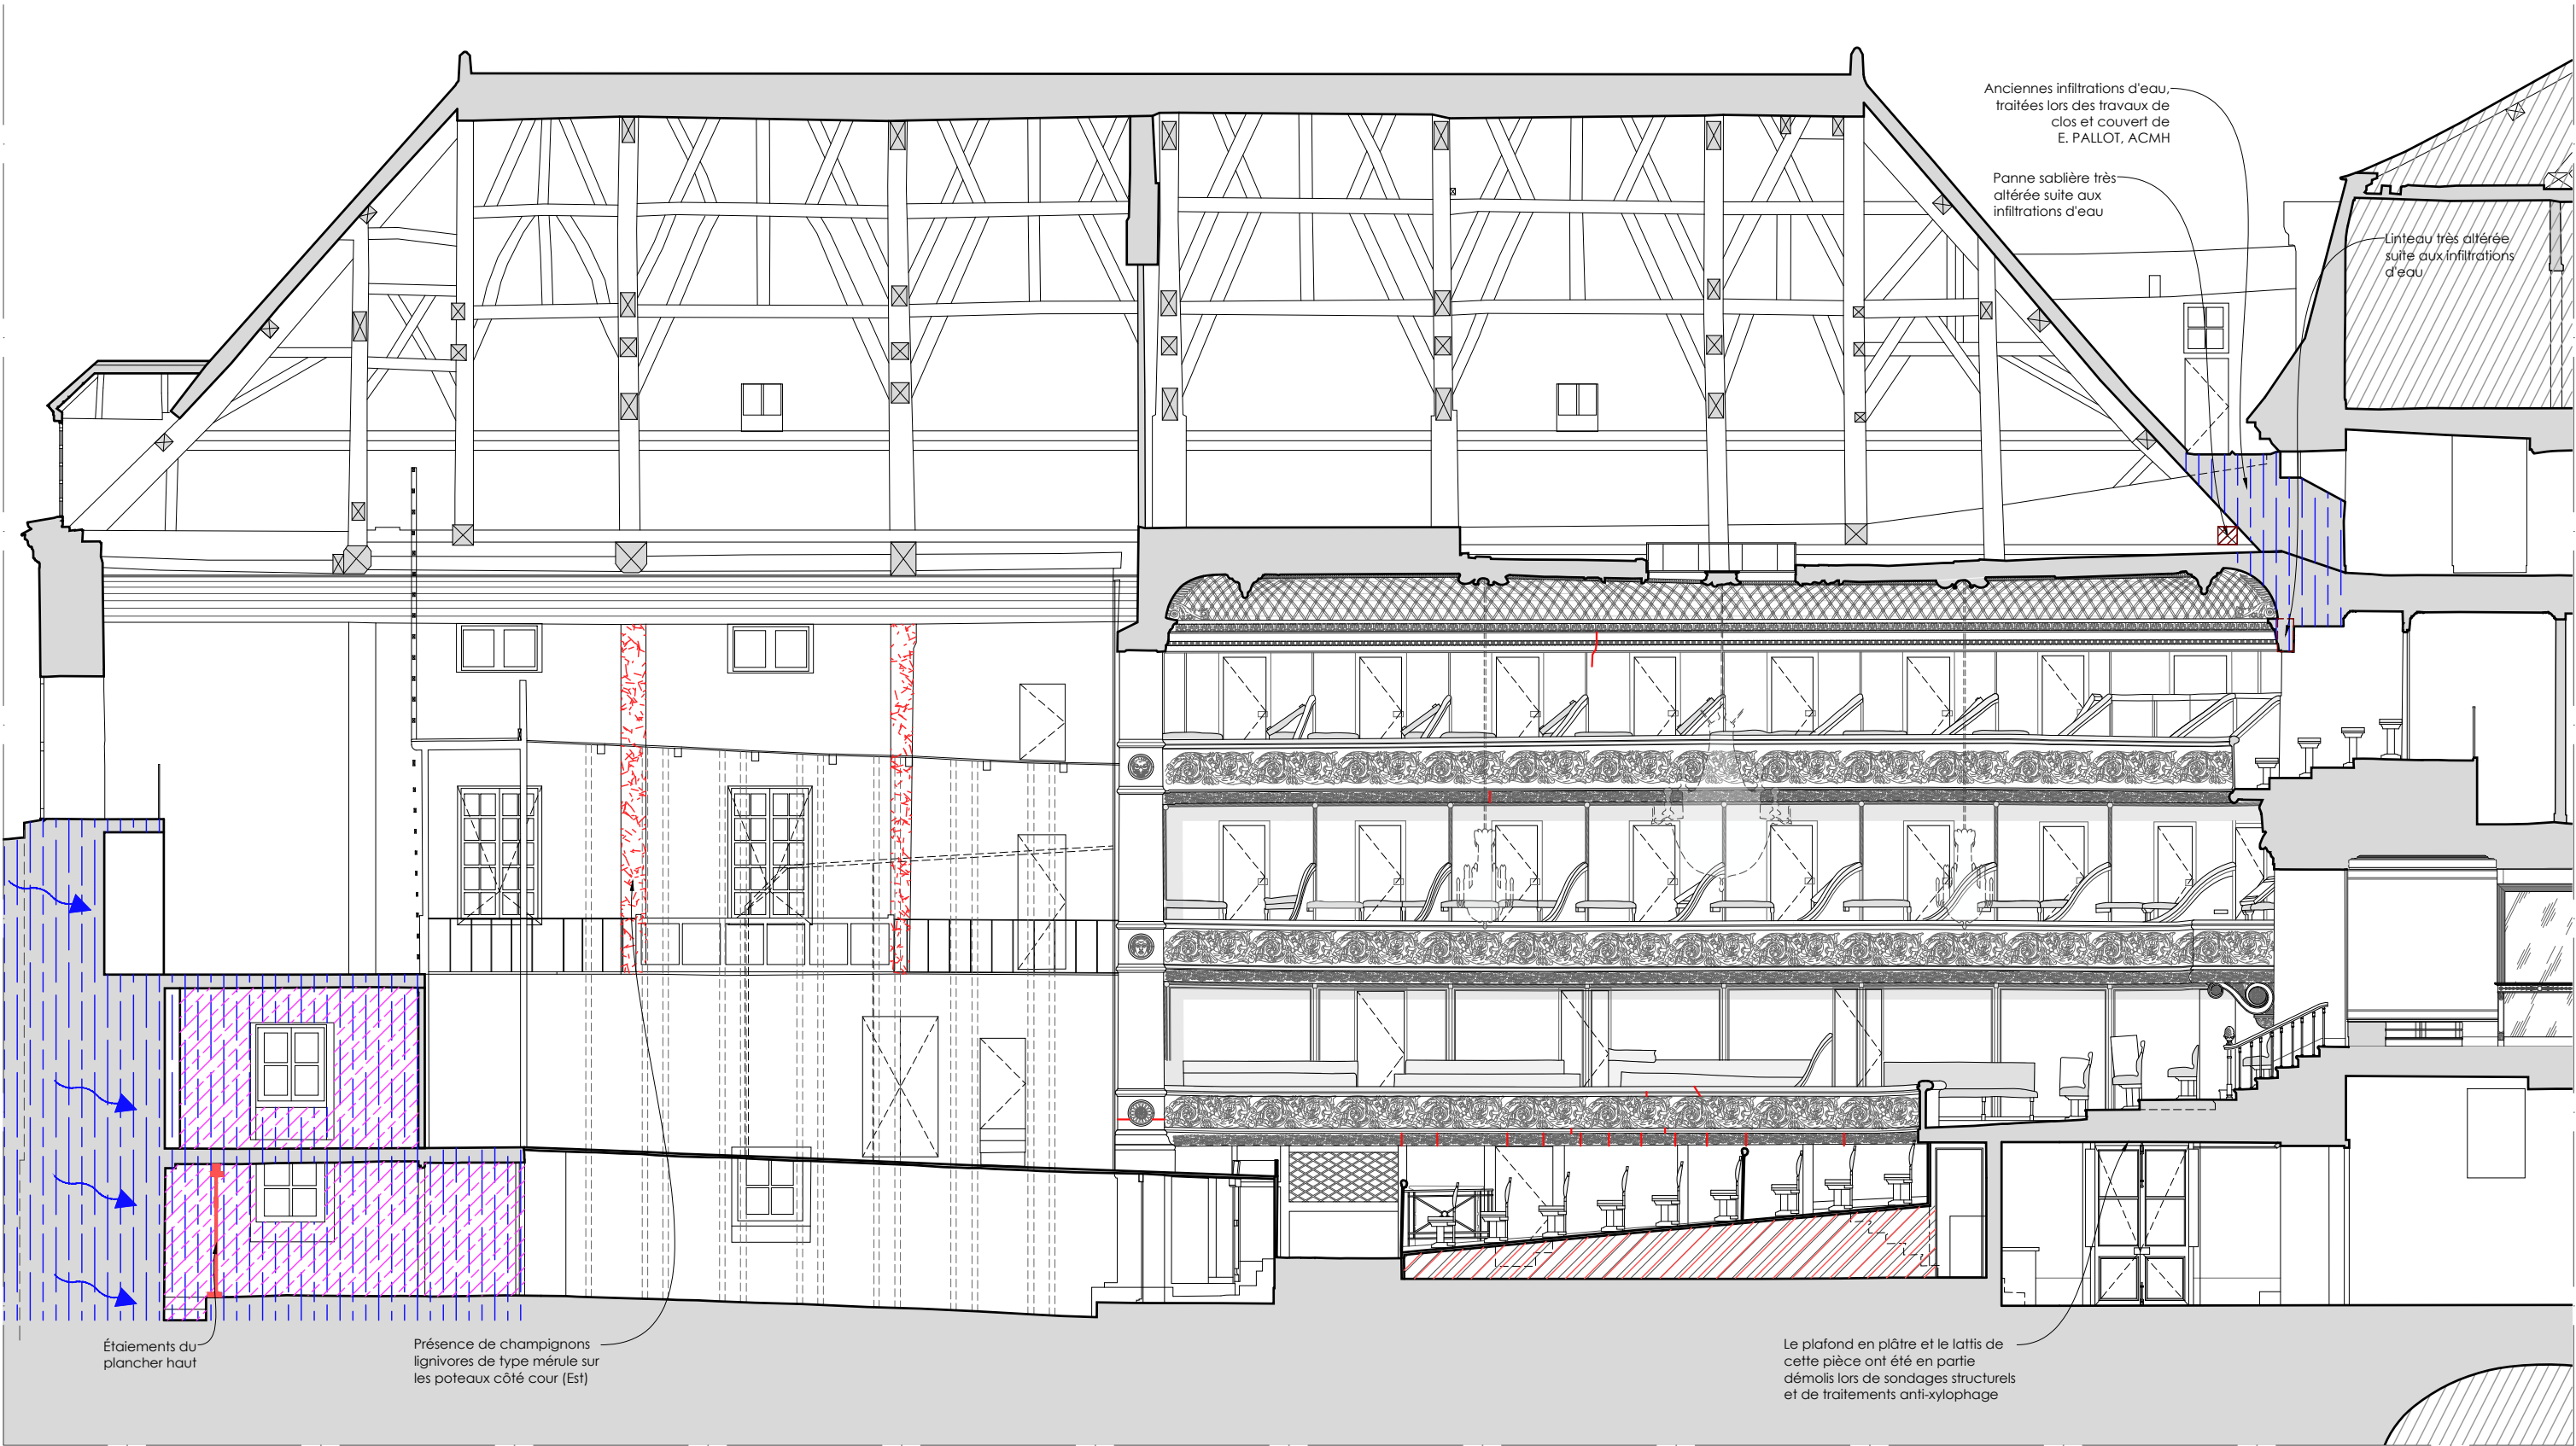 Anciennes infiltrations d'eau,
traitées lors des travaux de
clos et couvert de
E. PALLOT, ACMH
Panne sablière très
altérée suite aux
infiltrations d'eau
Linteau très altérée
suite aux infiltrations
d'eau
Étaiements du
plancher haut
Présence de champignons
lignivores de type mérule sur
les poteaux côté cour (Est)
Le plafond en plâtre et le lattis de
cette pièce ont été en partie
démolis lors de sondages structurels
et de traitements anti-xylophage